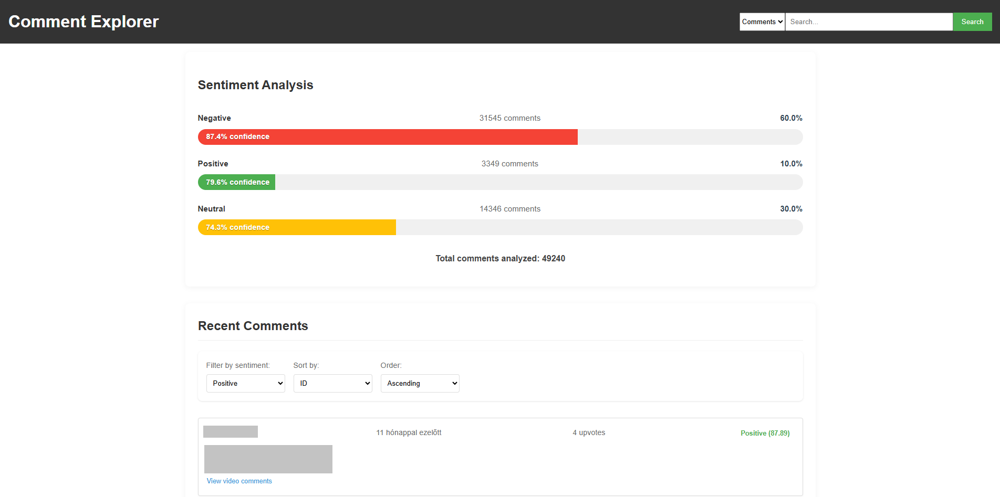 Comment Explorer
Comments Search... Search
Sentiment Analysis
Negative 31545 comments 60.0%
87.4% confidence
Positive 3349 comments 10.0%
79.6% confidence
Neutral 14346 comments 30.0%
74.3% confidence
Total comments analyzed: 49240
Recent Comments
Filter by sentiment: Sort by: Order:
Positive ID Ascending
11 hónappal ezelőtt 4 upvotes Positive (87.89)
View video comments